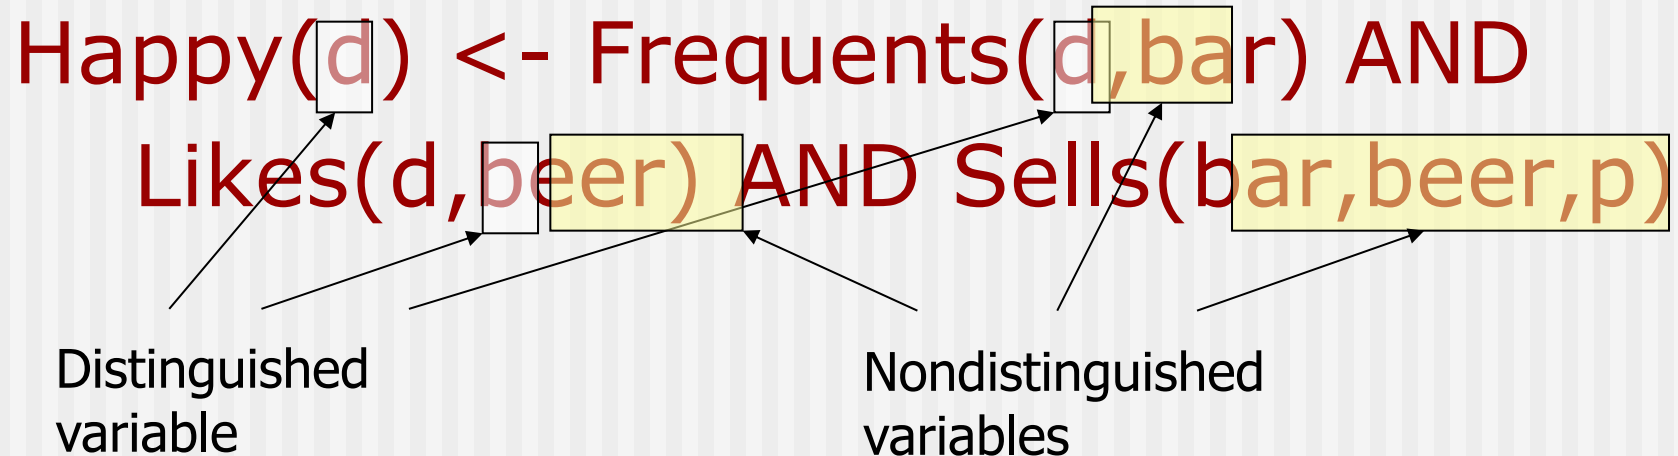 Happy(d) <- Frequents(d,bar) AND
Likes(d,beer) AND Sells(bar,beer,p)
Distinguished
variable
Nondistinguished
variables